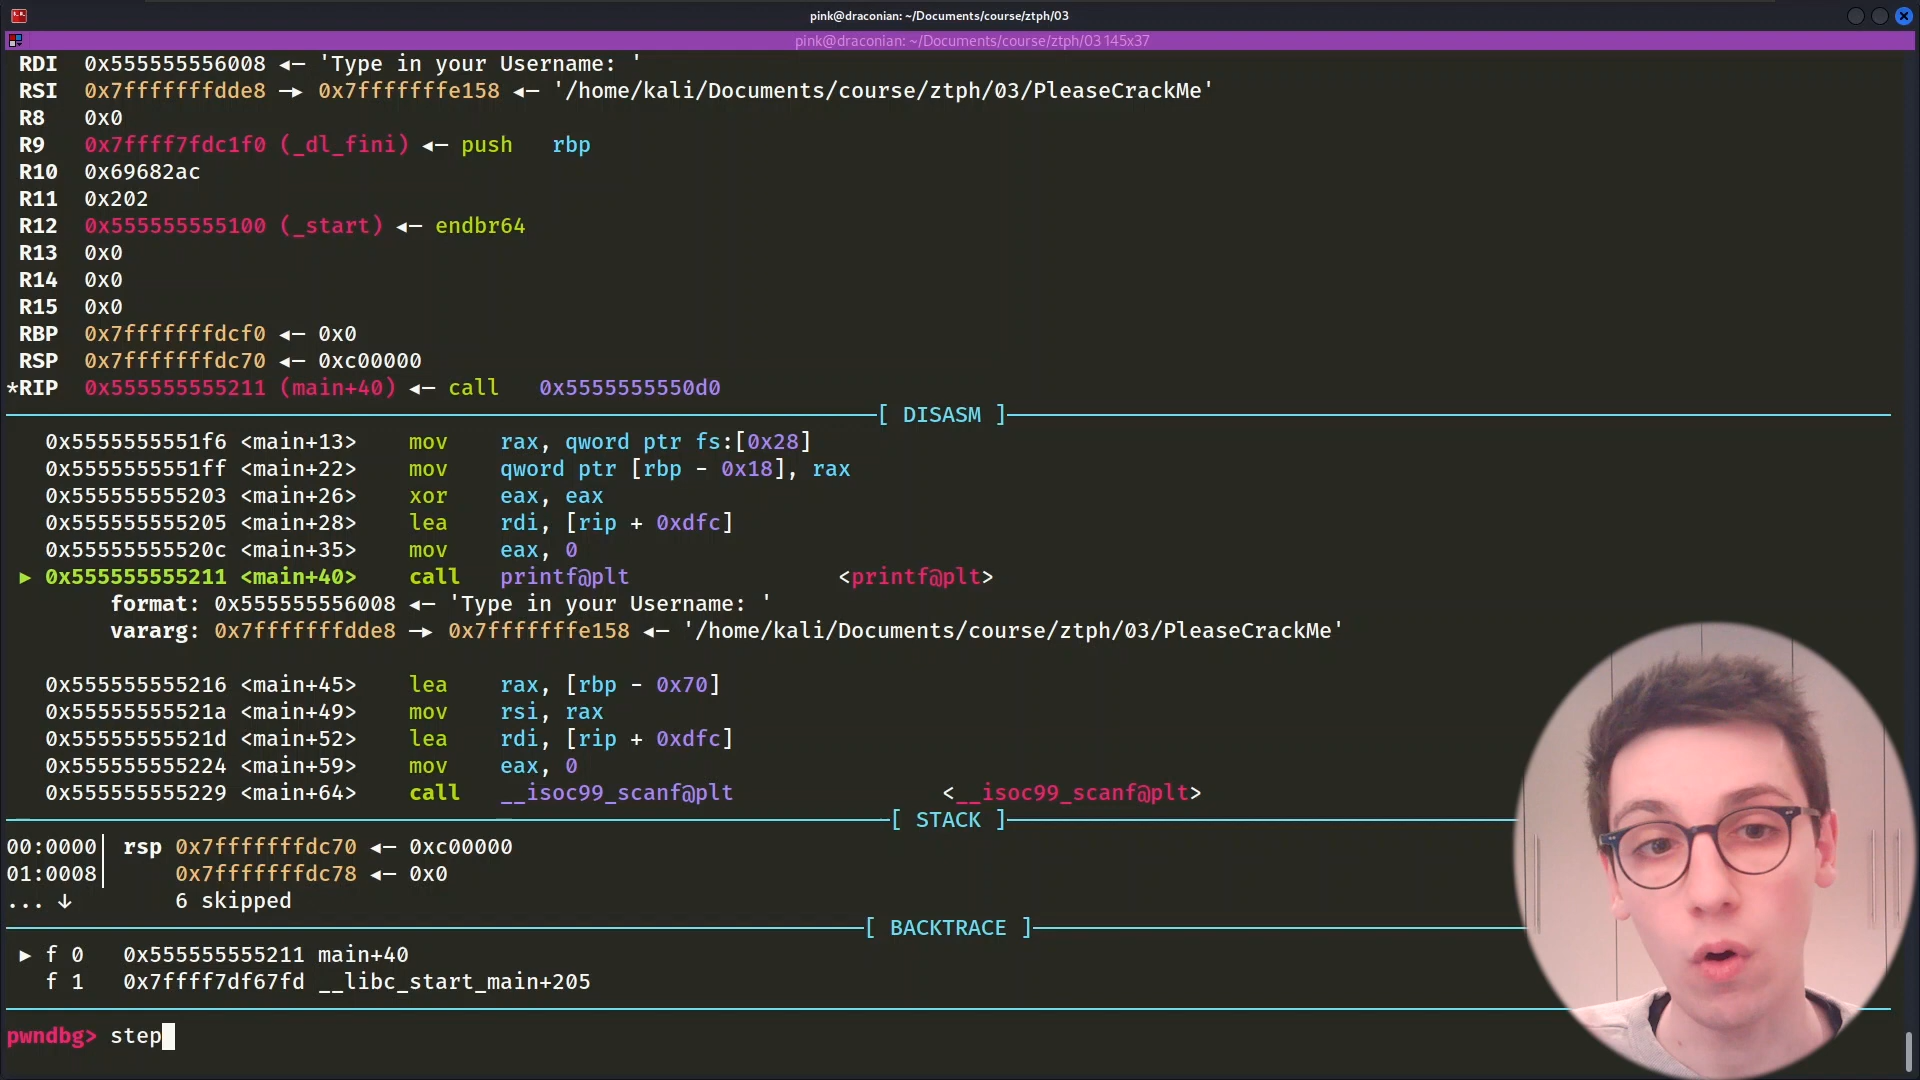 pink@draconian: ~/Documents/course/ztph/03
pink@draconian: ~/Documents/course/ztph/03 145x37
RDI 0x555555556008 ◂— 'Type in your Username: '
RSI 0x7fffffffdde8 —▸ 0x7fffffffe158 ◂— '/home/kali/Documents/course/ztph/03/PleaseCrackMe'
R8 0x0
R9 0x7ffff7fdc1f0 (_dl_fini) ◂— push rbp
R10 0x69682ac
R11 0x202
R12 0x555555555100 (_start) ◂— endbr64
R13 0x0
R14 0x0
R15 0x0
RBP 0x7fffffffdcf0 ◂— 0x0
RSP 0x7fffffffdc70 ◂— 0xc00000
*RIP 0x555555555211 (main+40) ◂— call 0x5555555550d0
[ DISASM ]
0x5555555551f6 <main+13> mov rax, qword ptr fs:[0x28]
0x5555555551ff <main+22> mov qword ptr [rbp - 0x18], rax
0x555555555203 <main+26> xor eax, eax
0x555555555205 <main+28> lea rdi, [rip + 0xdfc]
0x55555555520c <main+35> mov eax, 0
► 0x555555555211 <main+40> call printf@plt <printf@plt>
format: 0x555555556008 ◂— 'Type in your Username: '
vararg: 0x7fffffffdde8 —▸ 0x7fffffffe158 ◂— '/home/kali/Documents/course/ztph/03/PleaseCrackMe'
0x555555555216 <main+45> lea rax, [rbp - 0x70]
0x55555555521a <main+49> mov rsi, rax
0x55555555521d <main+52> lea rdi, [rip + 0xdfc]
0x555555555224 <main+59> mov eax, 0
0x555555555229 <main+64> call __isoc99_scanf@plt <__isoc99_scanf@plt>
[ STACK ]
00:0000│ rsp 0x7fffffffdc70 ◂— 0xc00000
01:0008│ 0x7fffffffdc78 ◂— 0x0
... ↓ 6 skipped
[ BACKTRACE ]
► f 0 0x555555555211 main+40
f 1 0x7ffff7df67fd __libc_start_main+205
pwndbg> step